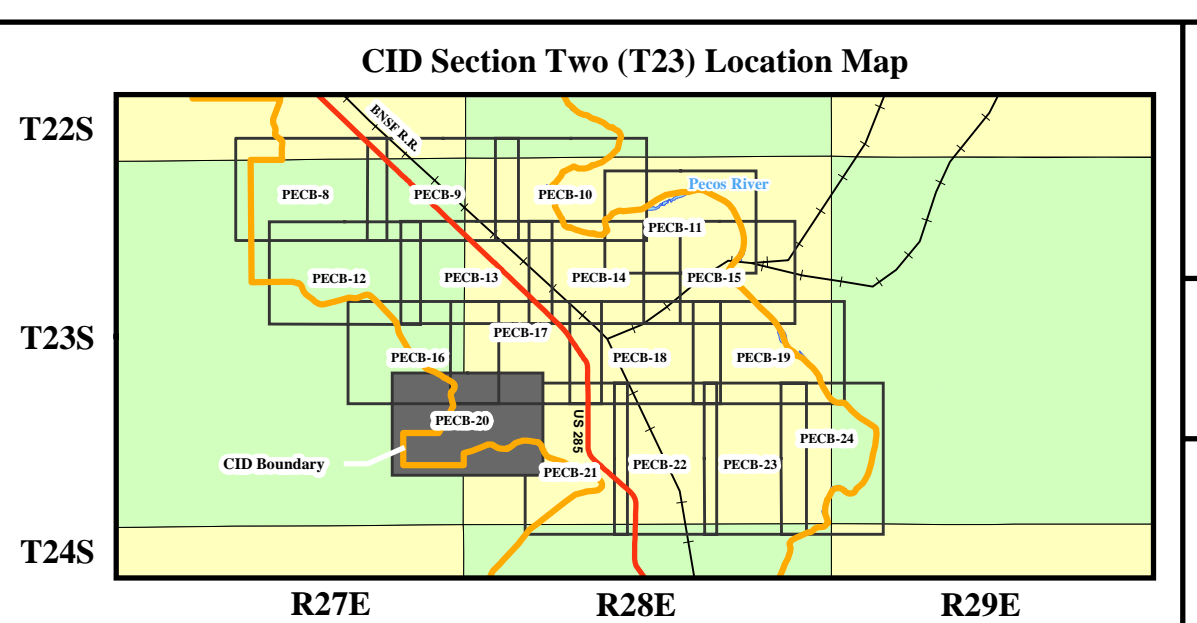 CID Section Two (T23) Location Map
T22S
BNSF R.R.
PECB-8
PECB-9
PECB-10
Pecos River
PECB-11
PECB-12
PECB-13
PECB-14
PECB-15
T23S
PECB-17
PECB-16
PECB-18
PECB-19
PECB-20
US 285
PECB-24
CID Boundary
PECB-21
PECB-22
PECB-23
T24S
R27E
R28E
R29E